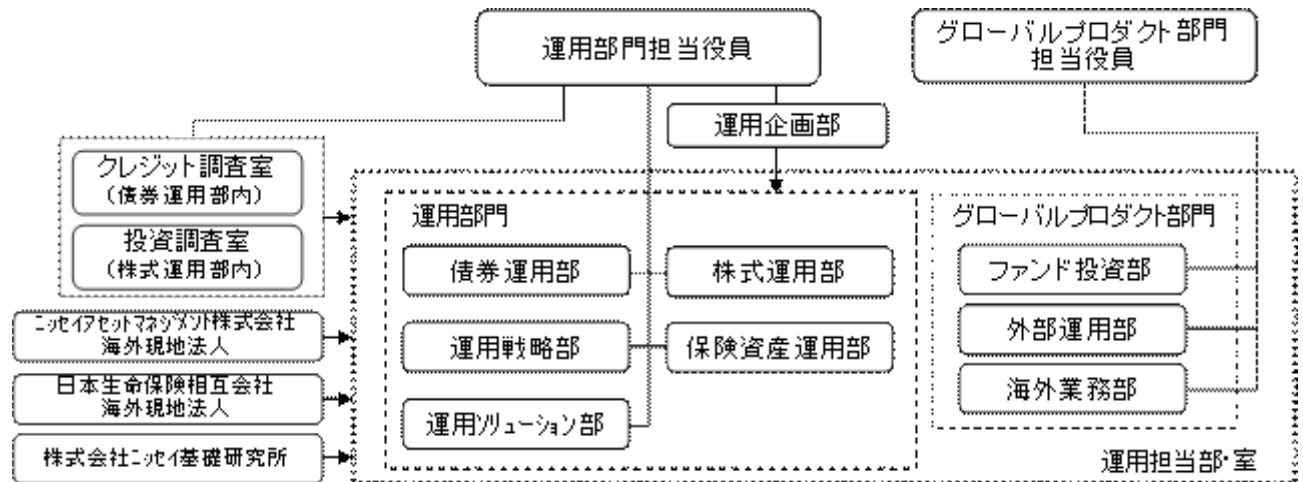 運用部門担当役員
グローバルプロダクト部門
担当役員
運用企画部
クレジット調査室
(債券運用部内)
投資調査室
(株式運用部内)
運用部門
債券運用部
株式運用部
運用戦略部
保険資産運用部
運用ソリューション部
グローバルプロダクト部門
ファンド投資部
外部運用部
海外業務部
ニッセイアセットマネジメント株式会社
海外現地法人
日本生命保険相互会社
海外現地法人
株式会社ニッセイ基礎研究所
運用担当部・室